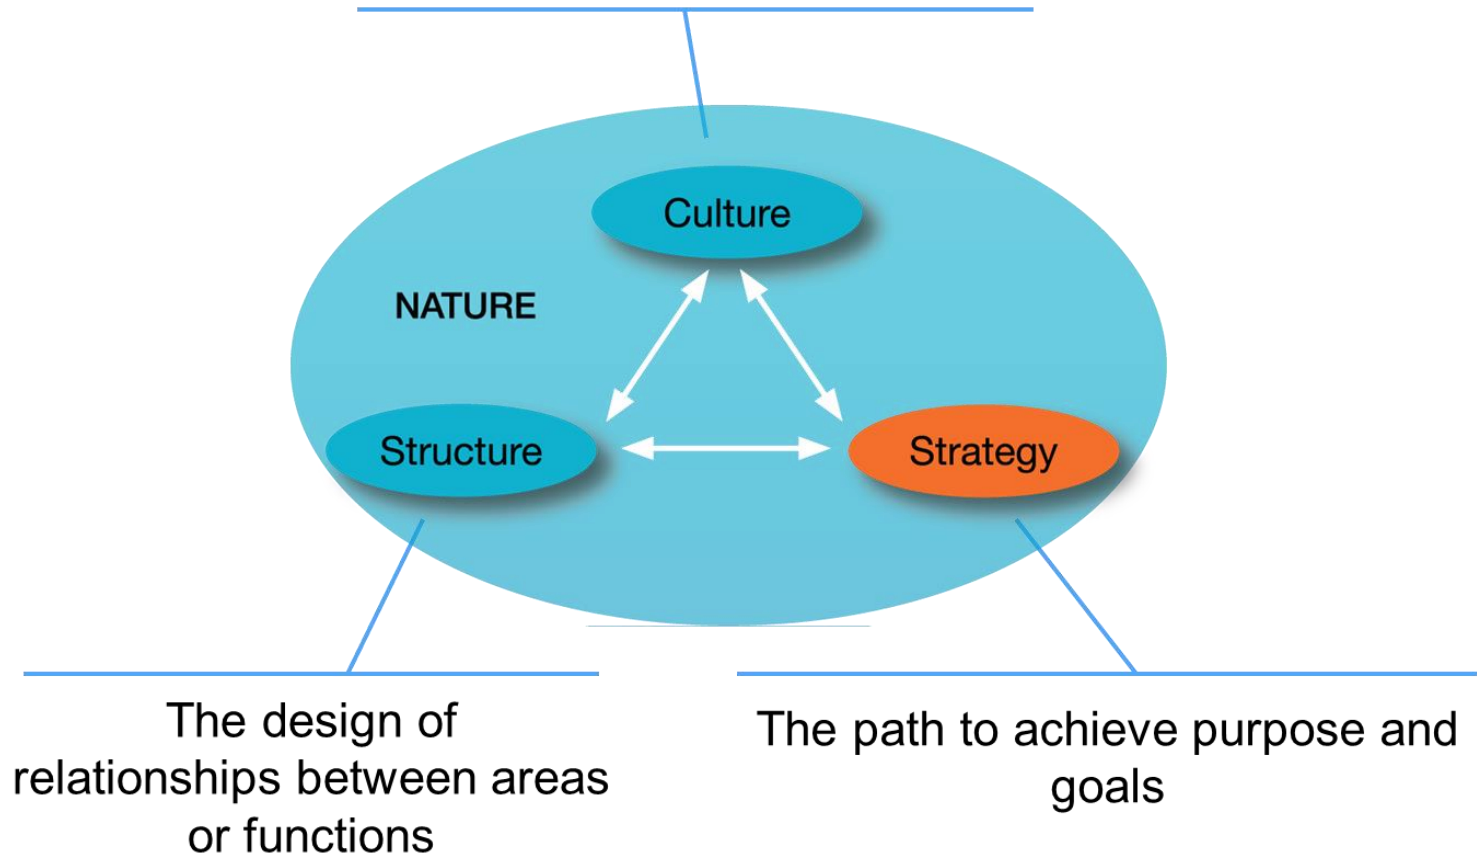 Culture
NATURE
Structure
Strategy
The design of
relationships between areas
or functions
The path to achieve purpose and
goals